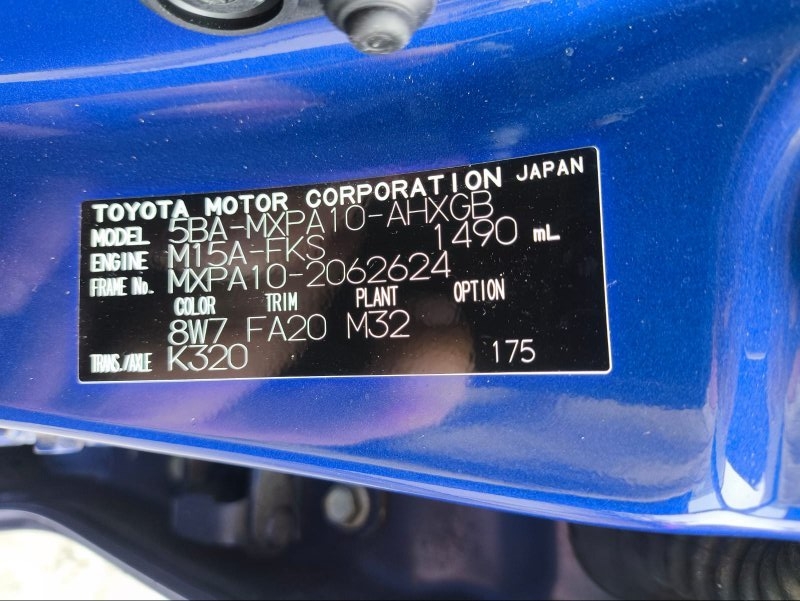 TOYOTA MOTOR CORPORATION JAPAN
MODEL 5BA-MXPA10-AHXGB
ENGINE M15A-FKS 1490 mL
FRAME No. MXPA10-2062624
COLOR TRIM PLANT OPTION
8W7 FA20 M32
TRANS./AXLE K320 175